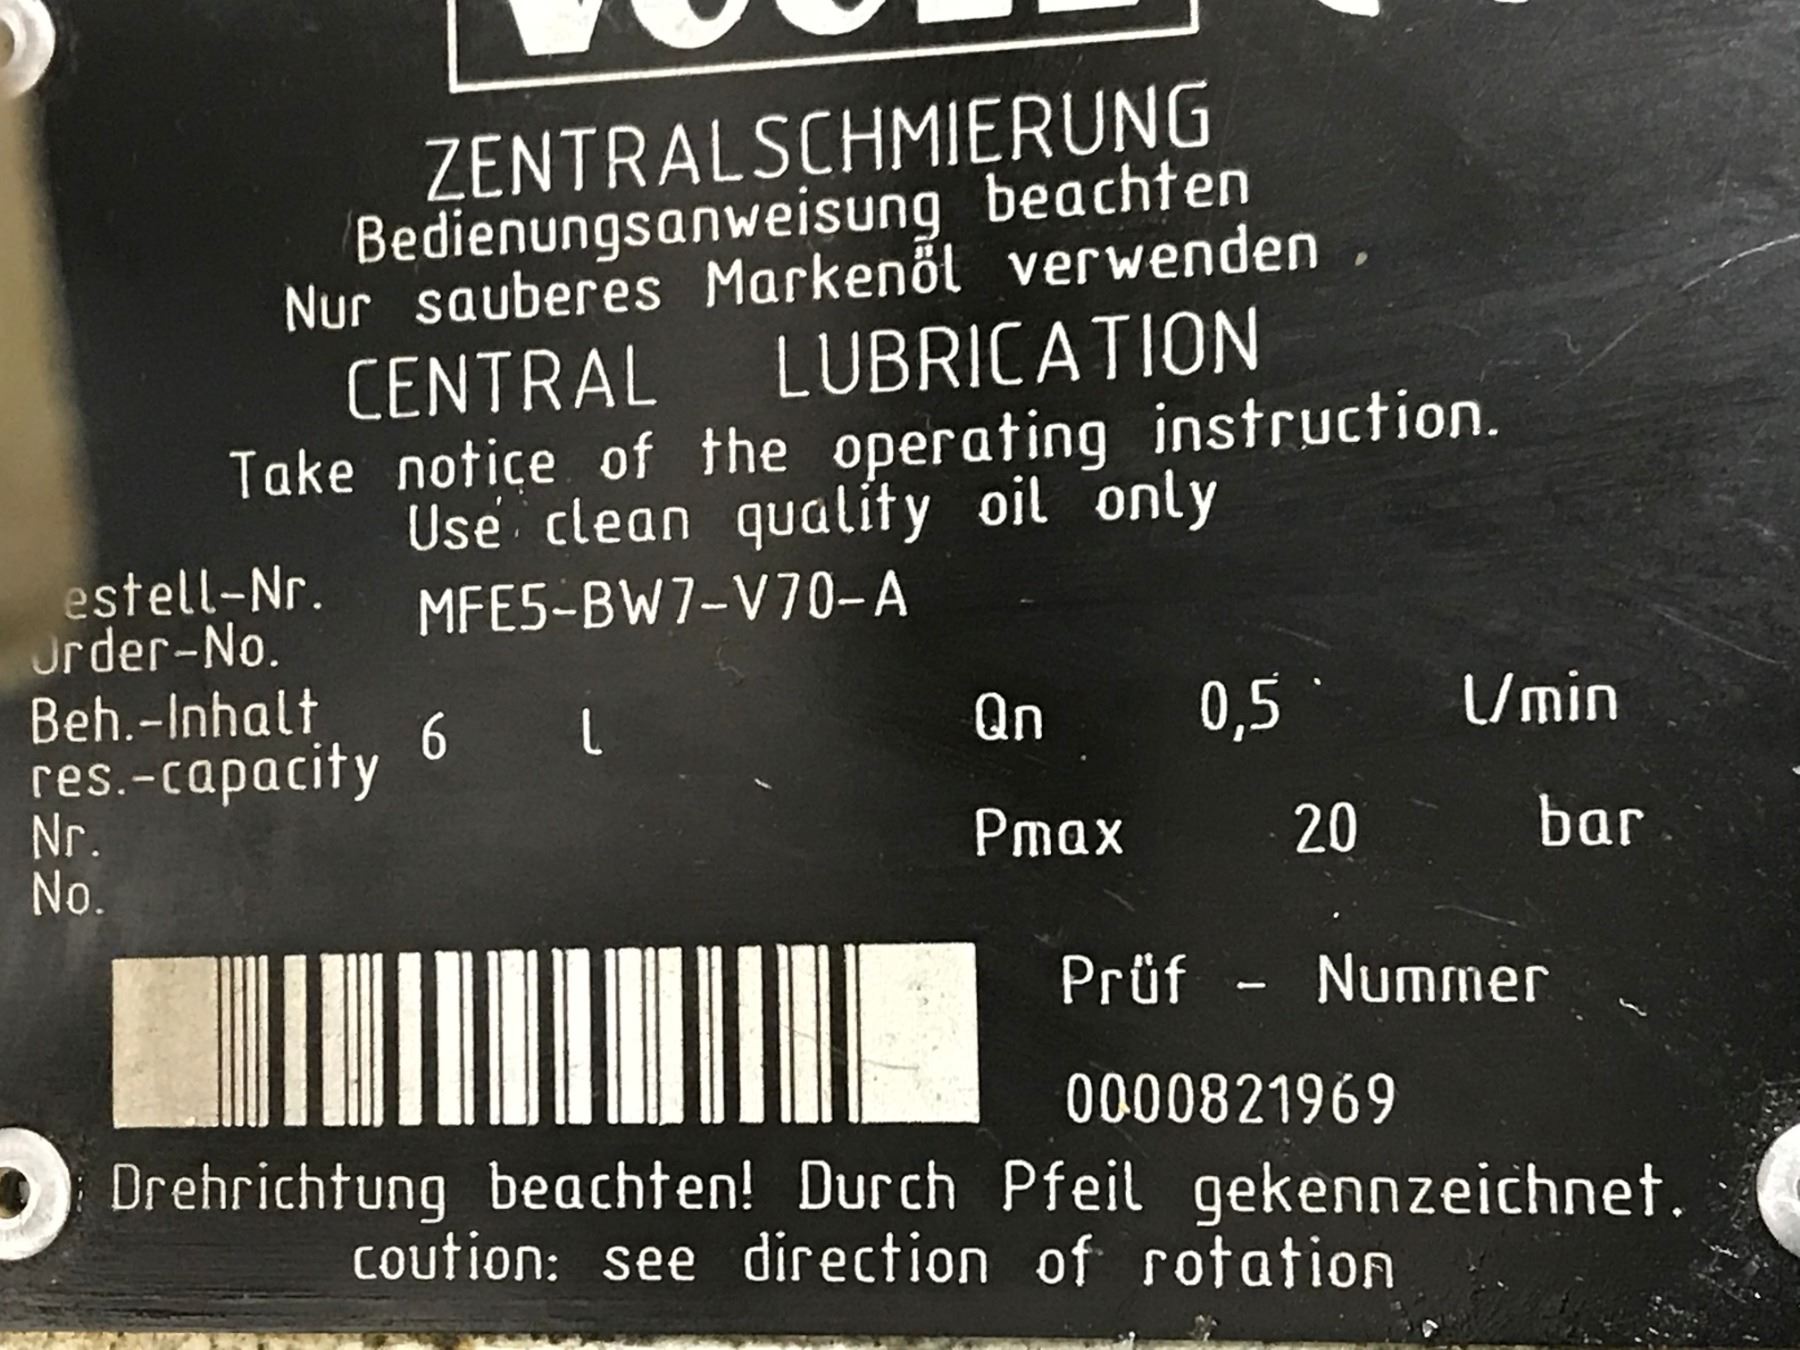 ZENTRALSCHMIERUNG
Bedienungsanweisung beachten
Nur sauberes Markenöl verwenden
CENTRAL LUBRICATION
Take notice of the operating instruction.
Use clean quality oil only
estell-Nr. MFE5-BW7-V70-A
Order-No.
Beh.-Inhalt 6 l Qn 0,5 l/min
res.-capacity
Nr. Pmax 20 bar
No.
Prüf - Nummer
0000821969
Drehrichtung beachten! Durch Pfeil gekennzeichnet.
coution: see direction of rotation